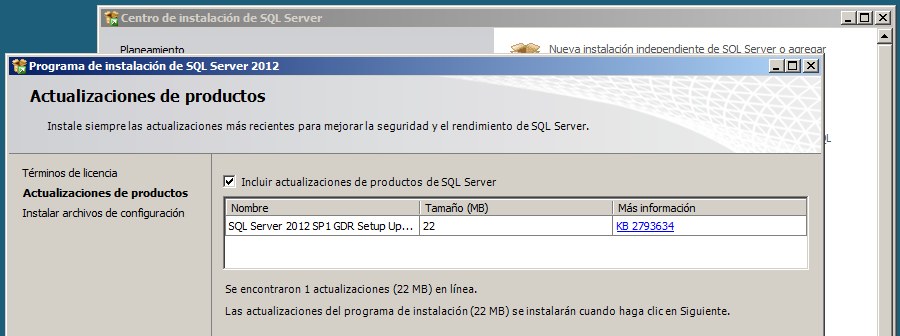 Centro de instalación de SQL Server
Planeamiento
Nueva instalación independiente de SQL Server o agregar
Programa de instalación de SQL Server 2012
Actualizaciones de productos
Instale siempre las actualizaciones más recientes para mejorar la seguridad y el rendimiento de SQL Server.
Términos de licencia
Actualizaciones de productos
Instalar archivos de configuración
Incluir actualizaciones de productos de SQL Server
Nombre Tamaño (MB) Más información
SQL Server 2012 SP1 GDR Setup Up... 22 KB 2793634
Se encontraron 1 actualizaciones (22 MB) en línea.
Las actualizaciones del programa de instalación (22 MB) se instalarán cuando haga clic en Siguiente.